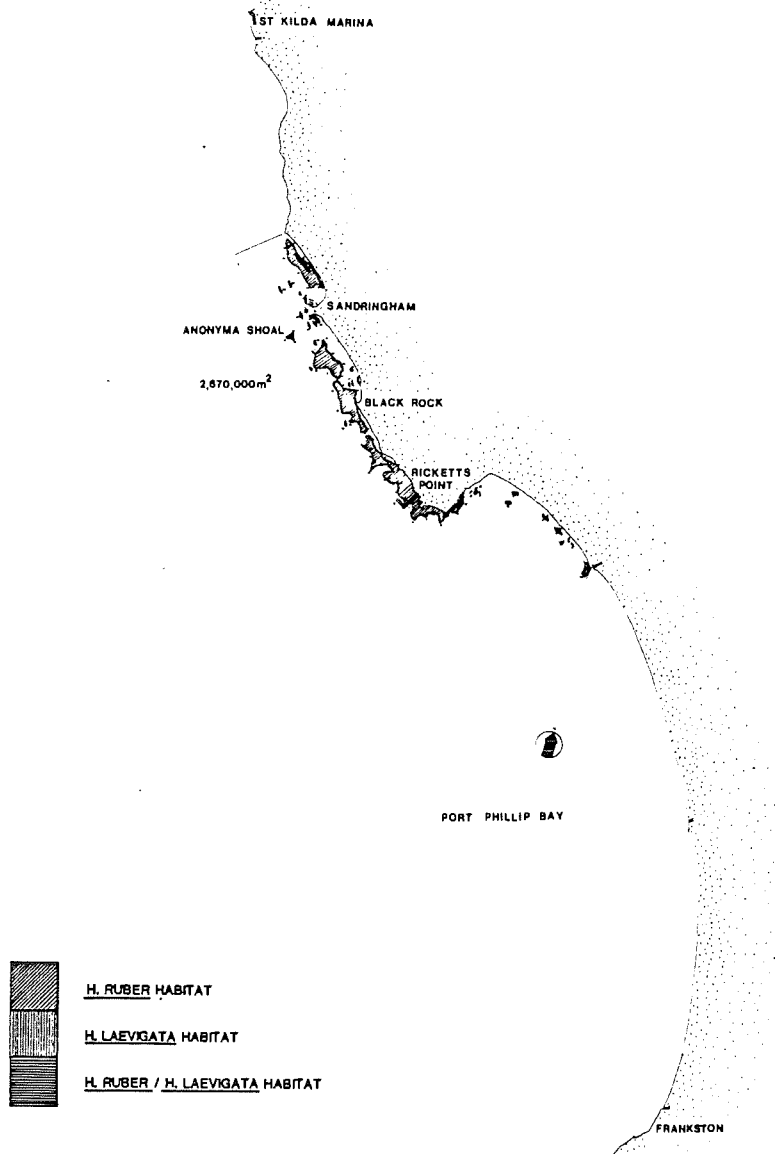 ST KILDA MARINA
SANDRINGHAM
ANONYMA SHOAL
2,670,000m²
BLACK ROCK
RICKETTS
POINT
PORT PHILLIP BAY
H. RUBER HABITAT
H. LAEVIGATA HABITAT
H. RUBER / H. LAEVIGATA HABITAT
FRANKSTON